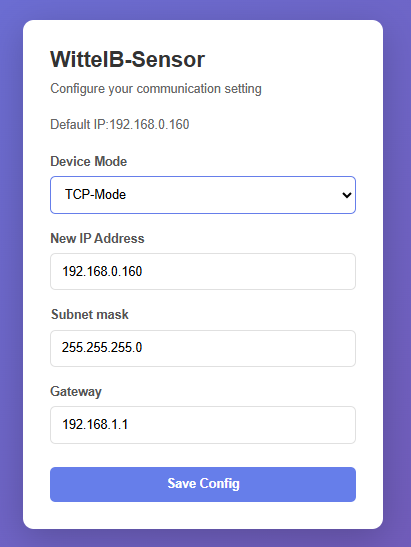 WittelB-Sensor
Configure your communication setting
Default IP:192.168.0.160
Device Mode
TCP-Mode
New IP Address
192.168.0.160
Subnet mask
255.255.255.0
Gateway
192.168.1.1
Save Config